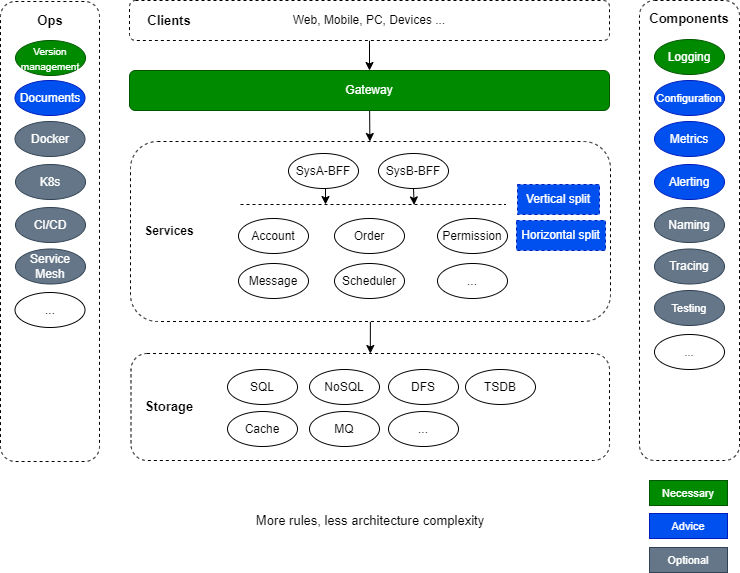 Ops
Version
management
Documents
Docker
K8s
CI/CD
Service
Mesh
...
Clients
Web, Mobile, PC, Devices ...
Gateway
Services
SysA-BFF
SysB-BFF
Vertical split
Horizontal split
Account
Order
Permission
Message
Scheduler
...
Storage
SQL
NoSQL
DFS
TSDB
Cache
MQ
...
Components
Logging
Configuration
Metrics
Alerting
Naming
Tracing
Testing
...
More rules, less architecture complexity
Necessary
Advice
Optional